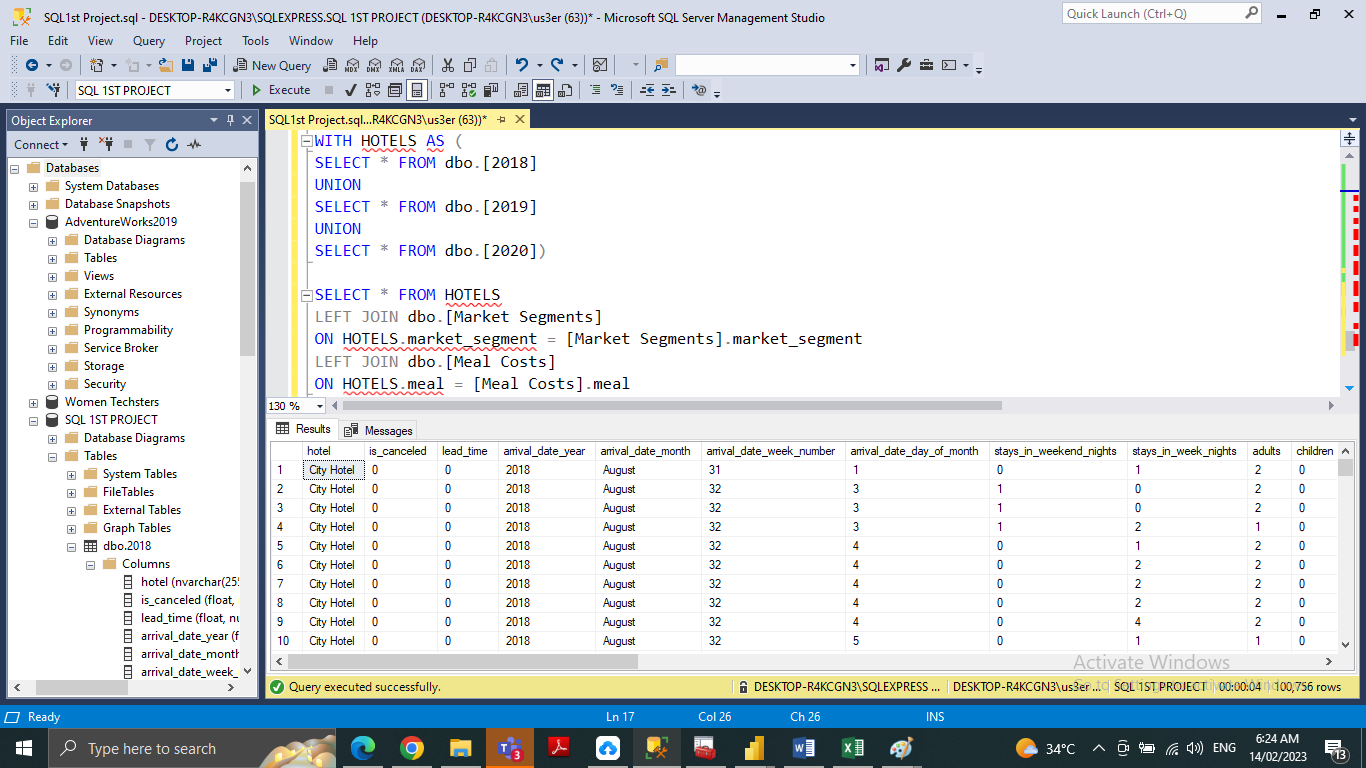 SQL1st Project.sql - DESKTOP-R4KCGN3\SQLEXPRESS.SQL 1ST PROJECT (DESKTOP-R4KCGN3\us3er (63))* - Microsoft SQL Server Management Studio
Quick Launch (Ctrl+Q)
File Edit View Query Project Tools Window Help
New Query MDX DMX XMLA DAX
SQL 1ST PROJECT Execute
Object Explorer
SQL1st Project.sql...R4KCGN3\us3er (63))*
Connect
Databases
System Databases
Database Snapshots
AdventureWorks2019
Database Diagrams
Tables
Views
External Resources
Synonyms
Programmability
Service Broker
Storage
Security
Women Techsters
SQL 1ST PROJECT
Database Diagrams
Tables
System Tables
FileTables
External Tables
Graph Tables
dbo.2018
Columns
hotel (nvarchar(25
is_canceled (float,
lead_time (float, nu
arrival_date_year (f
arrival_date_month
arrival_date_week_
WITH HOTELS AS (
SELECT * FROM dbo.[2018]
UNION
SELECT * FROM dbo.[2019]
UNION
SELECT * FROM dbo.[2020])
SELECT * FROM HOTELS
LEFT JOIN dbo.[Market Segments]
ON HOTELS.market_segment = [Market Segments].market_segment
LEFT JOIN dbo.[Meal Costs]
ON HOTELS.meal = [Meal Costs].meal
130 %
Results Messages
hotel is_canceled lead_time arrival_date_year arrival_date_month arrival_date_week_number arrival_date_day_of_month stays_in_weekend_nights stays_in_week_nights adults children
1 City Hotel 0 0 2018 August 31 1 0 1 2 0
2 City Hotel 0 0 2018 August 32 3 1 0 2 0
3 City Hotel 0 0 2018 August 32 3 1 0 2 0
4 City Hotel 0 0 2018 August 32 3 1 2 1 0
5 City Hotel 0 0 2018 August 32 4 0 1 2 0
6 City Hotel 0 0 2018 August 32 4 0 2 2 0
7 City Hotel 0 0 2018 August 32 4 0 2 2 0
8 City Hotel 0 0 2018 August 32 4 0 2 2 0
9 City Hotel 0 0 2018 August 32 4 0 4 2 0
10 City Hotel 0 0 2018 August 32 5 0 1 1 0
Activate Windows
Query executed successfully. DESKTOP-R4KCGN3\SQLEXPRESS ... DESKTOP-R4KCGN3\us3er ... SQL 1ST PROJECT 00:00:04 100,756 rows
Ready Ln 17 Col 26 Ch 26 INS
Type here to search
3
34°C ENG
6:24 AM
14/02/2023
13